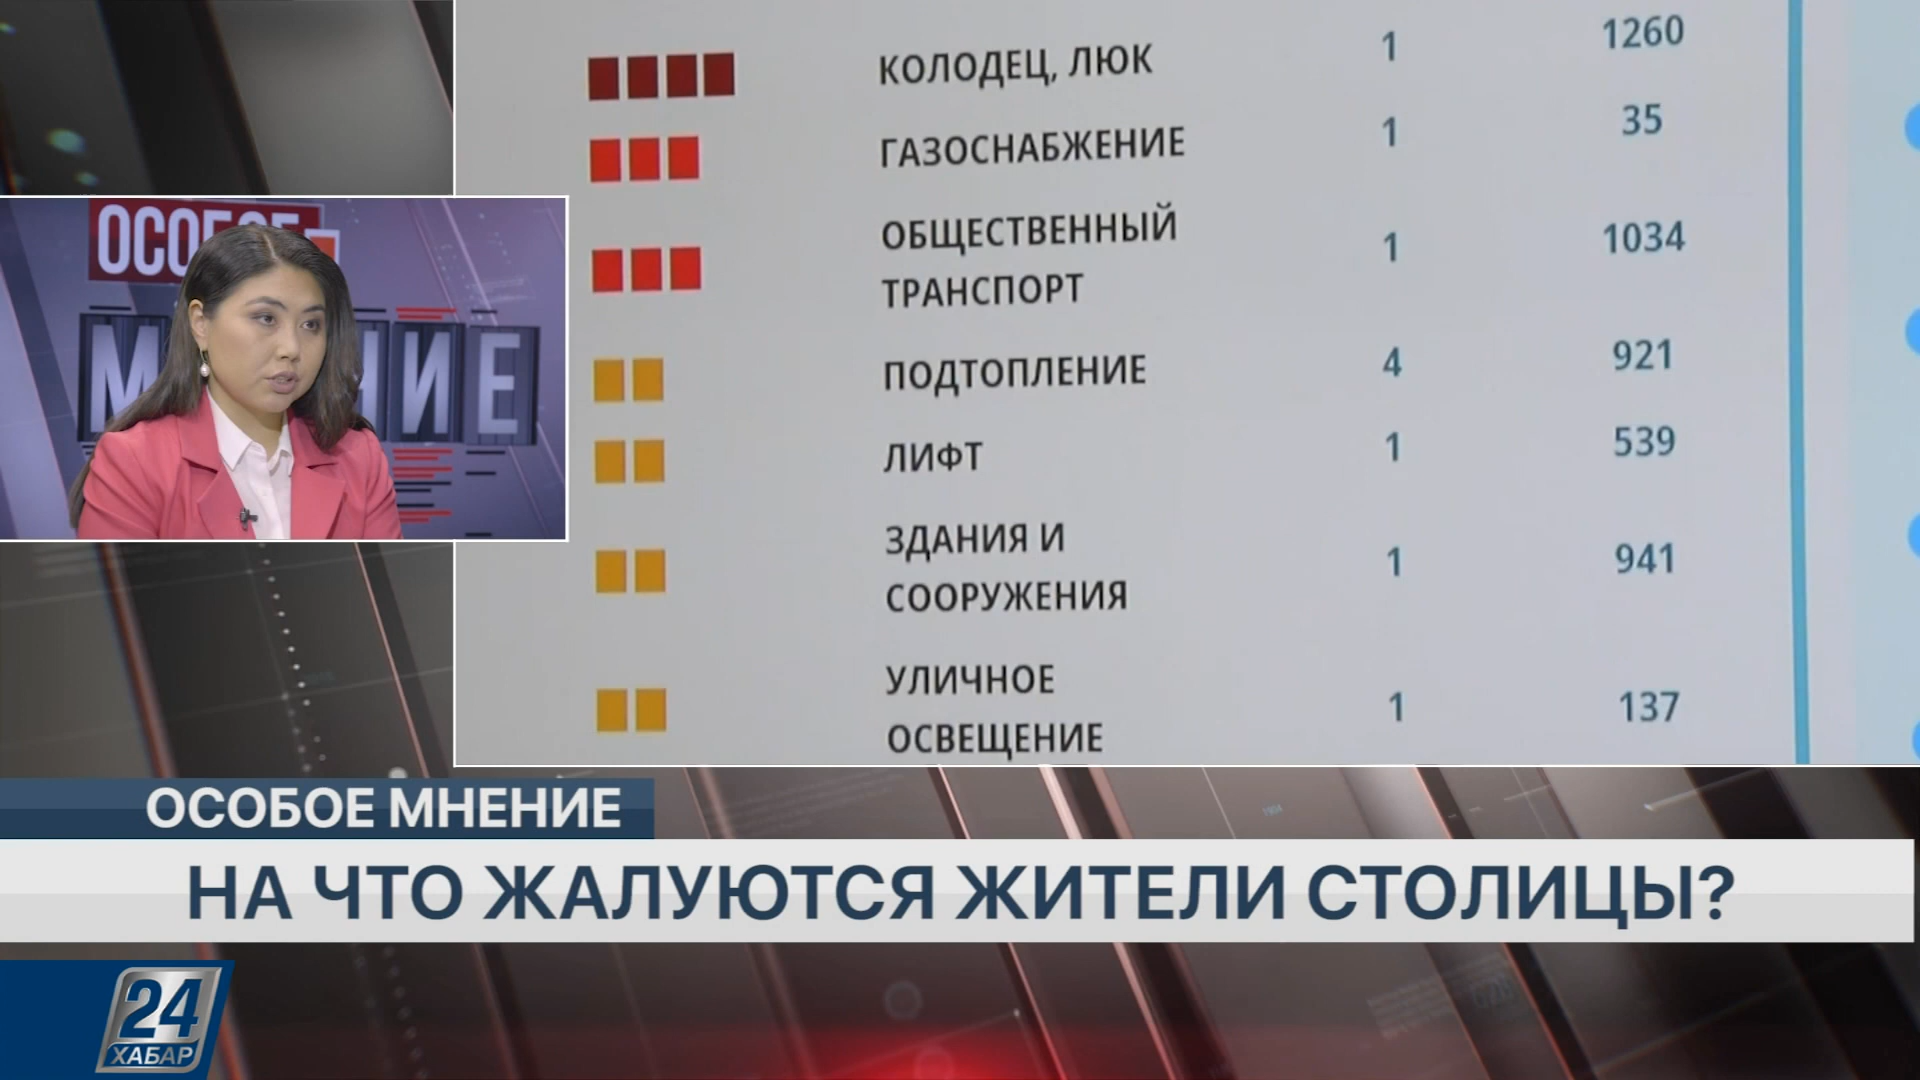 КОЛОДЕЦ, ЛЮК 1 1260
ГАЗОСНАБЖЕНИЕ 1 35
ОБЩЕСТВЕННЫЙ
ТРАНСПОРТ 1 1034
ПОДТОПЛЕНИЕ 4 921
ЛИФТ 1 539
ЗДАНИЯ И
СООРУЖЕНИЯ 1 941
УЛИЧНОЕ
ОСВЕЩЕНИЕ 1 137
ОСОБОЕ МНЕНИЕ
НА ЧТО ЖАЛУЮТСЯ ЖИТЕЛИ СТОЛИЦЫ?
24
ХАБАР